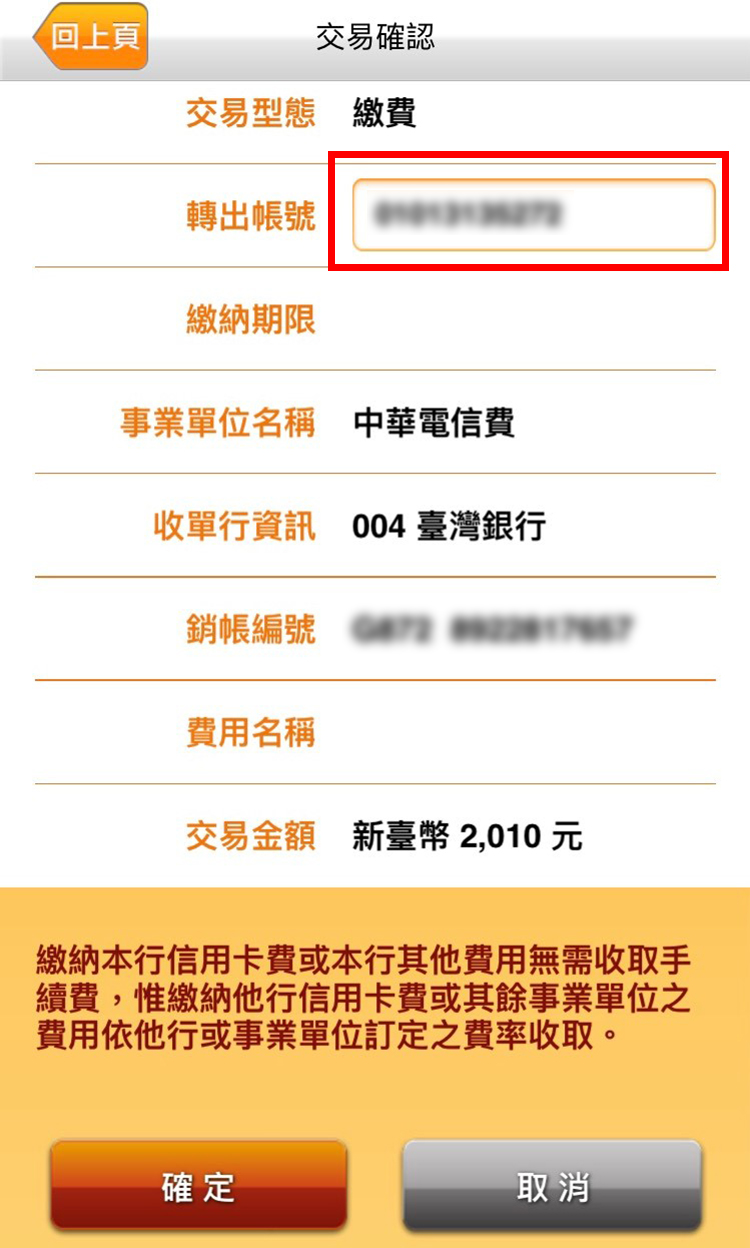 回上頁
交易確認
交易型態 繳費
轉出帳號
繳納期限
事業單位名稱 中華電信費
收單行資訊 004 臺灣銀行
銷帳編號
費用名稱
交易金額 新臺幣 2,010 元
繳納本行信用卡費或本行其他費用無需收取手
續費，惟繳納他行信用卡費或其餘事業單位之
費用依他行或事業單位訂定之費率收取。
確定 取消